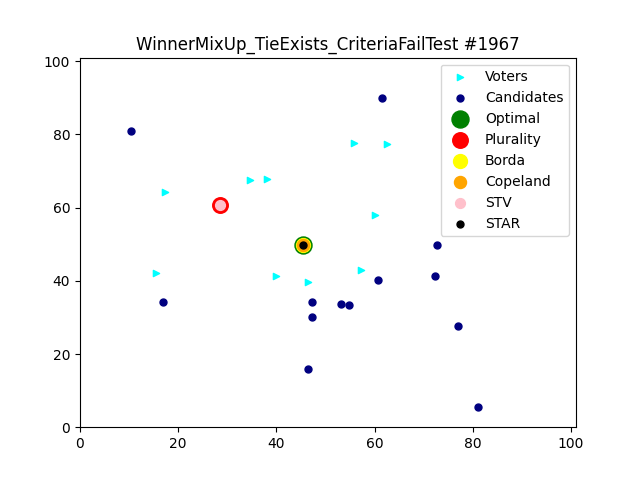 WinnerMixUp_TieExists_CriteriaFailTest #1967
100
80
60
40
20
0
0 20 40 60 80 100
Voters
Candidates
Optimal
Plurality
Borda
Copeland
STV
STAR